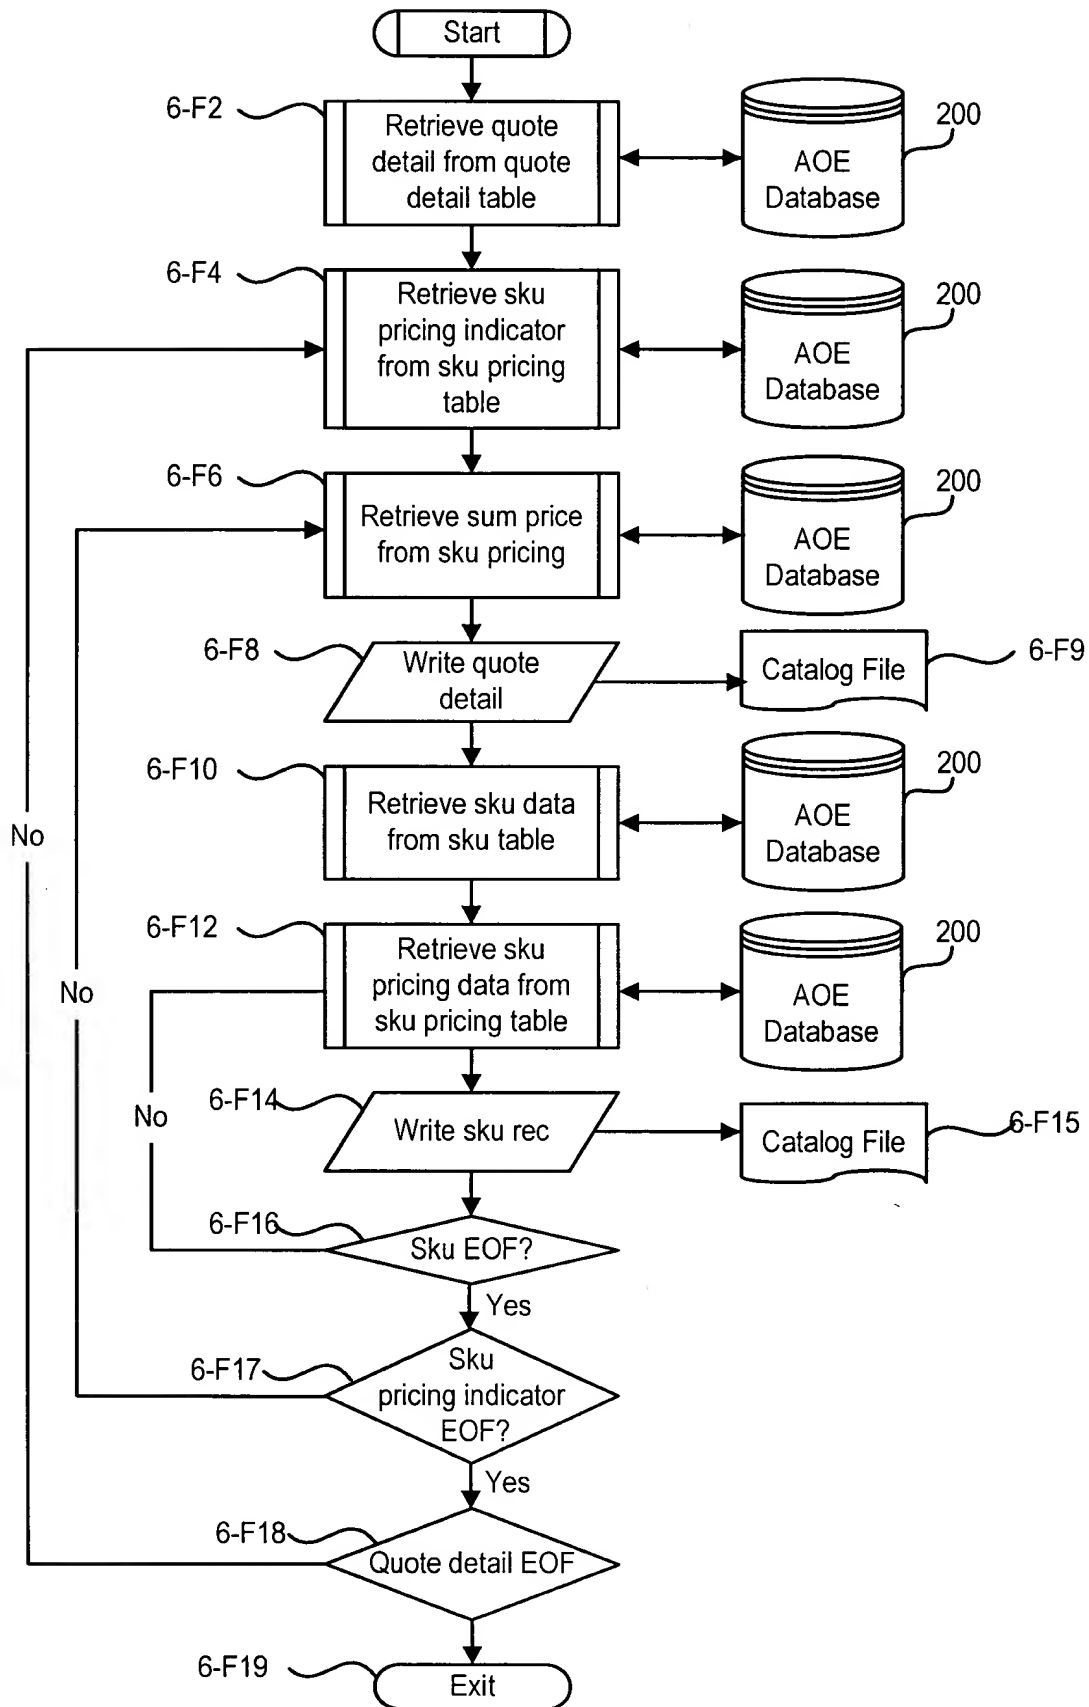 Start
6-F2
Retrieve quote
detail from quote
detail table
200
AOE
Database
6-F4
Retrieve sku
pricing indicator
from sku pricing
table
200
AOE
Database
6-F6
Retrieve sum price
from sku pricing
200
AOE
Database
6-F8
Write quote
detail
Catalog File
6-F9
6-F10
Retrieve sku data
from sku table
200
AOE
Database
No
6-F12
Retrieve sku
pricing data from
sku pricing table
200
AOE
Database
No
6-F14
Write sku rec
Catalog File
6-F15
No
6-F16
Sku EOF?
Yes
6-F17
Sku
pricing indicator
EOF?
Yes
6-F18
Quote detail EOF
6-F19
Exit